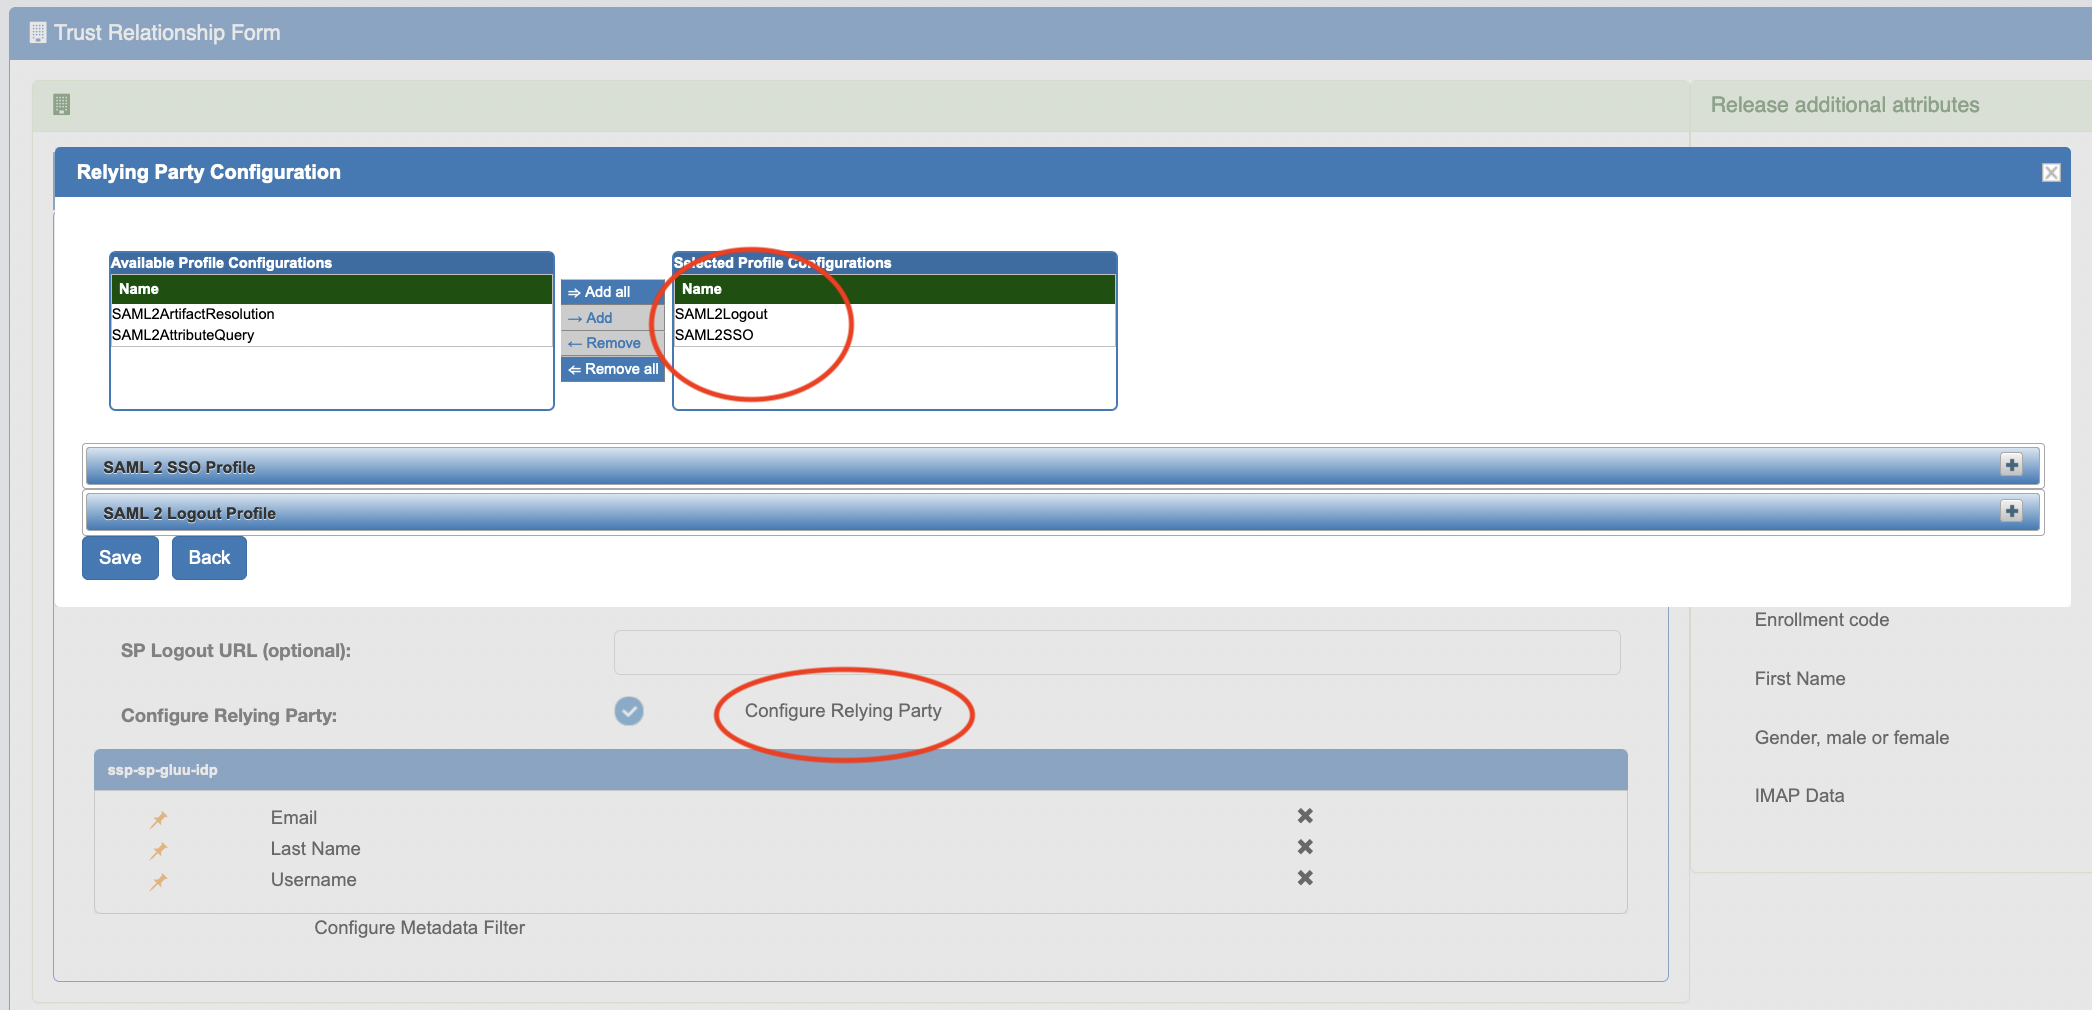 Trust Relationship Form
Release additional attributes
Relying Party Configuration
Available Profile Configurations
Name
SAML2ArtifactResolution
SAML2AttributeQuery
⇒ Add all
→ Add
← Remove
⇐ Remove all
Selected Profile Configurations
Name
SAML2Logout
SAML2SSO
SAML 2 SSO Profile
SAML 2 Logout Profile
Save Back
SP Logout URL (optional):
Configure Relying Party: Configure Relying Party
ssp-sp-gluu-idp
Email
Last Name
Username
Configure Metadata Filter
Enrollment code
First Name
Gender, male or female
IMAP Data